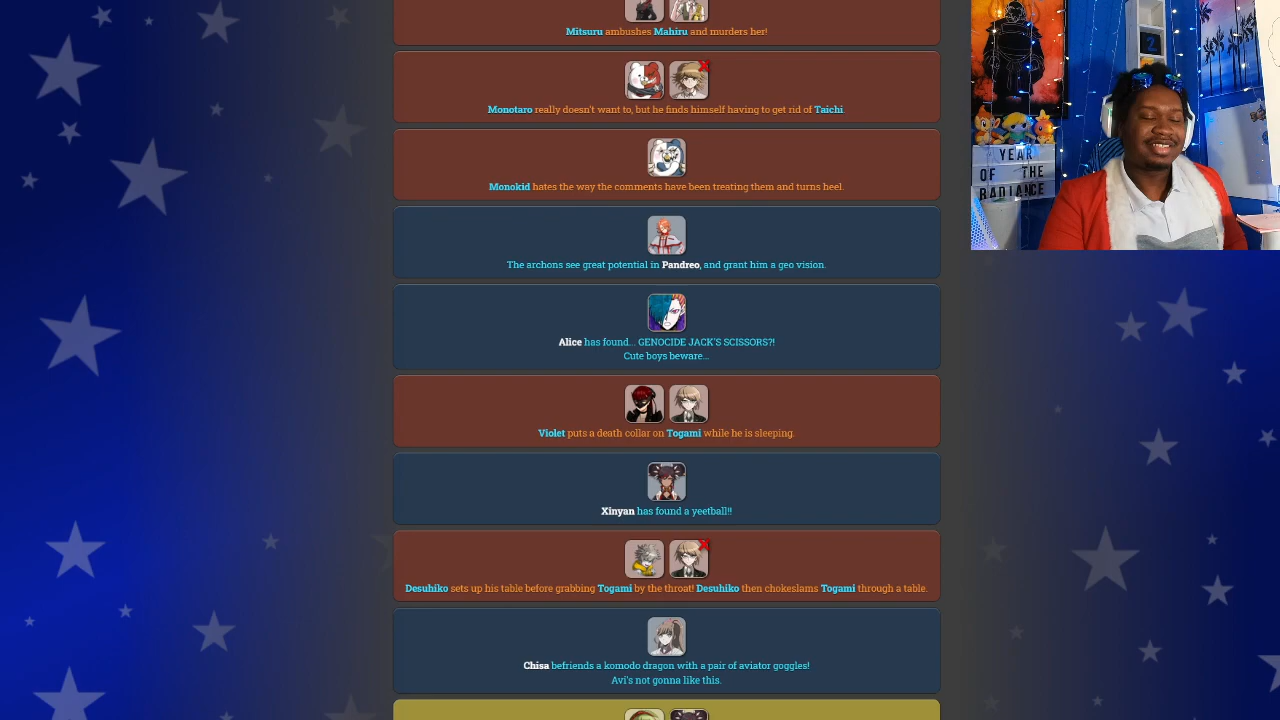 Mitsuru ambushes Mahiru and murders her!
Monotaro really doesn't want to, but he finds himself having to get rid of Taichi.
Monokid hates the way the comments have been treating them and turns heel.
The archons see great potential in Pandreo, and grant him a geo vision.
Alice has found... GENOCIDE JACK'S SCISSORS?!
Cute boys beware...
Violet puts a death collar on Togami while he is sleeping.
Xinyan has found a yeetball!!
Desuhiko sets up his table before grabbing Togami by the throat! Desuhiko then chokeslams Togami through a table.
Chisa befriends a komodo dragon with a pair of aviator goggles!
Avi's not gonna like this.
2
YEAR
OF THE
RADIANCE